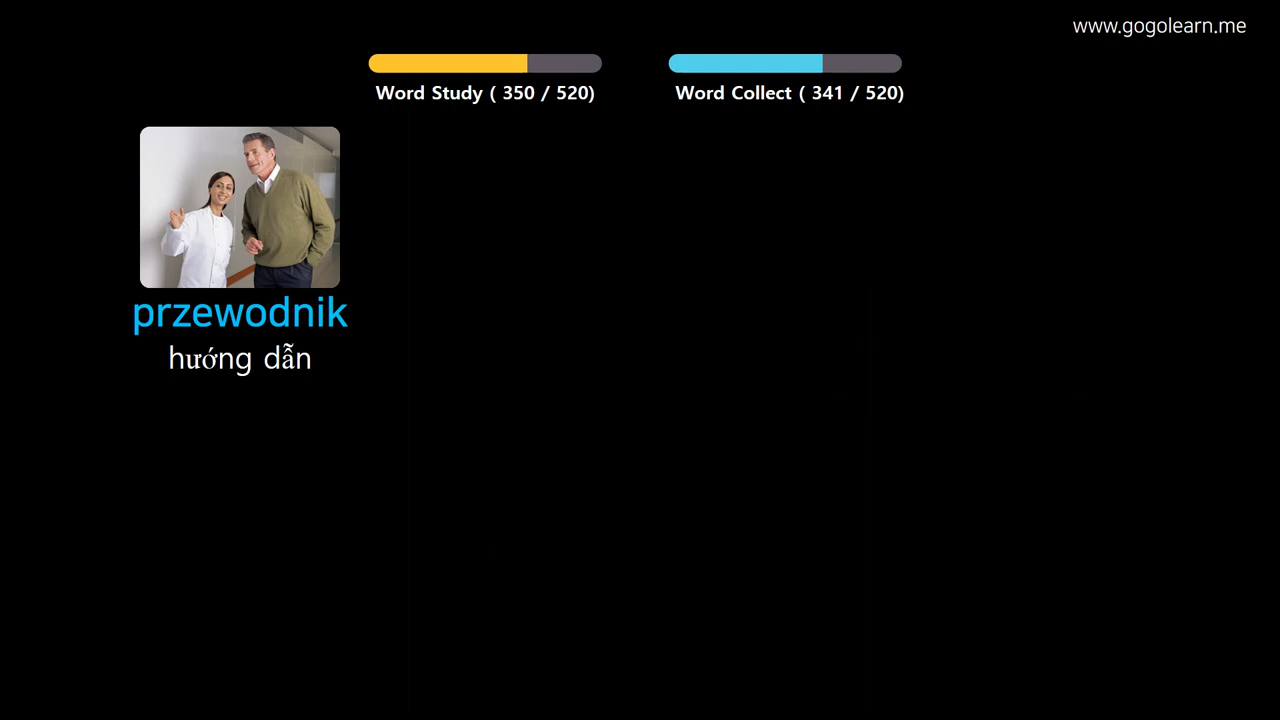 www.gogolearn.me
Word Study ( 350 / 520)
Word Collect ( 341 / 520)
przewodnik
hướng dẫn